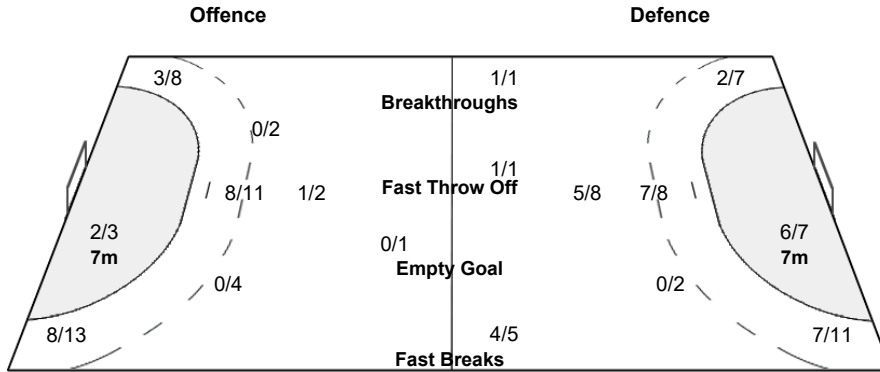 Offence Defence
3/8 1/1 2/7
Breakthroughs
0/2
1/1
8/11 1/2 Fast Throw Off 5/8 7/8
2/3 6/7
0/1
7m 7m
Empty Goal
0/4 0/2
8/13 4/5 7/11
Fast Breaks